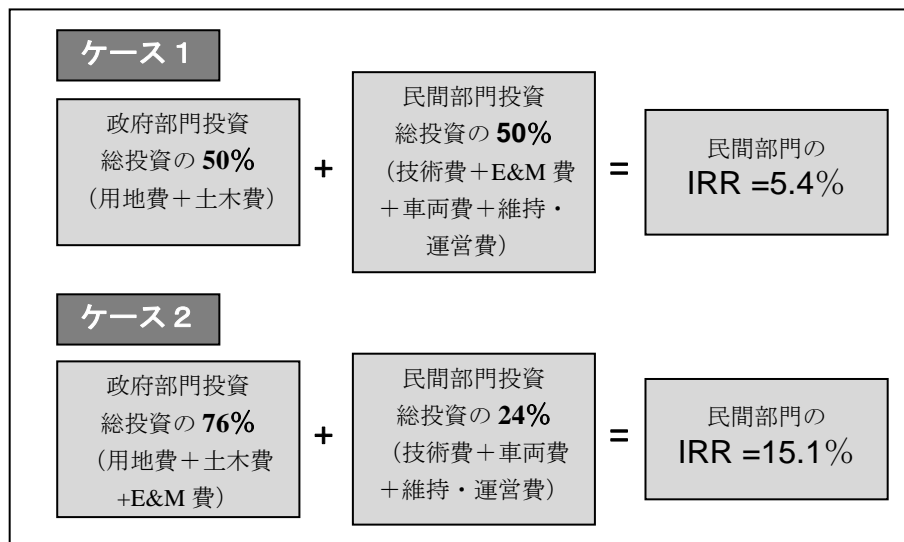 ケース１
政府部門投資
総投資の 50％
（用地費＋土木費）
+
民間部門投資
総投資の 50％
（技術費＋E&M 費
＋車両費＋維持・
運営費）
=
民間部門の
IRR =5.4％
ケース２
政府部門投資
総投資の 76％
（用地費＋土木費
+E&M 費）
+
民間部門投資
総投資の 24％
（技術費＋車両費
＋維持・運営費）
=
民間部門の
IRR =15.1％